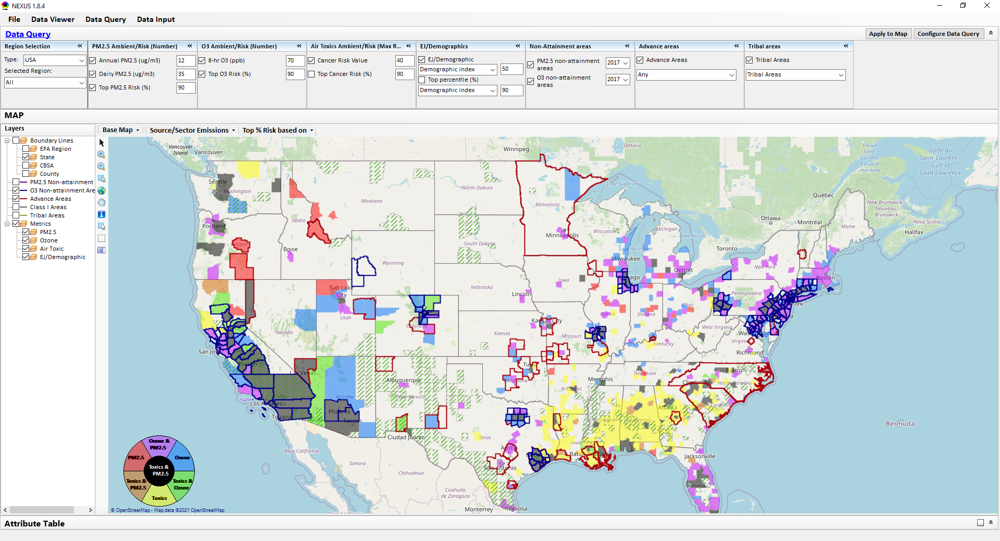 NEXUS 1.8.4
File Data Viewer Data Query Data Input
Data Query
Apply to Map Configure Data Query
Region Selection
Type: USA
Selected Region:
All
PM2.5 Ambient/Risk (Number)
Annual PM2.5 (ug/m3) 12
Daily PM2.5 (ug/m3) 35
Top PM2.5 Risk (%) 90
O3 Ambient/Risk (Number)
8-hr O3 (ppb) 70
Top O3 Risk (%) 90
Air Toxics Ambient/Risk (Max R...
Cancer Risk Value 40
Top Cancer Risk (%) 90
EJ/Demographics
EJ/Demographic
Demographic index 50
Top percentile (%)
Demographic index 90
Non-Attainment areas
PM2.5 non-attainment areas 2017
O3 non-attainment areas 2017
Advance areas
Advance Areas
Any
Tribal areas
Tribal Areas
Tribal Areas
MAP
Layers
Boundary Lines
EPA Region
State
CBSA
County
PM2.5 Non-attainment
O3 Non-attainment Are
Advance Areas
Class I Areas
Tribal Areas
Metrics
PM2.5
Ozone
Air Toxic
EJ/Demographic
Base Map Source/Sector Emissions Top % Risk based on
Vancouver Island
Vancouver
Winnipeg
Ontario
Fleuve Saint-Laurent, Estuaire maritime
Golfe du Saint-Laurent / Gulf of Saint Lawrence
Seattle
Washington
Montana
North Dakota
Minnesota
Lake Superior
Québec
New Brunswick / Nouveau-Brunswick
Nova Scotia
Halifax
Ottawa
Montréal
Maine
Portland
Oregon
Idaho
Boise
Wyoming
South Dakota
Minneapolis
Wisconsin
Michigan
Lake Huron
Lake Michigan
Milwaukee
Toronto
Detroit
New York
Boston
Iowa
Nebraska
Lincoln
Salt Lake City
Utah
Nevada
Colorado
Kansas
Kansas City
Missouri
Illinois
Indiana
Ohio
Pennsylvania
West Virginia
Virginia
Richmond
Kentucky
Las Vegas
Los Angeles
Tijuana
Mexicali
Arizona
Phoenix
Tucson
Albuquerque
New Mexico
Oklahoma
Arkansas
Memphis
Tennessee
Charlotte
Raleigh
North Carolina
South Carolina
Atlanta
Alabama
Mississippi
Texas
Ciudad Juárez
San Antonio
Jacksonville
Florida
Bermuda
Baja California
Sonora
Chihuahua
Coahuila de Zaragoza
Monterrey
Reynosa
Ozone & PM2.5
PM2.5
Ozone
Toxics & PM2.5
Toxics & PM2.5
Toxics & Ozone
Toxics
© OpenStreetMap - Map data ©2021 OpenStreetMap
Attribute Table